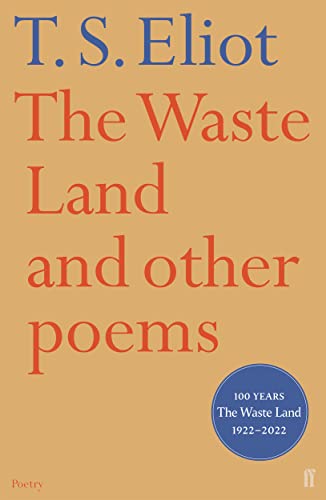 T. S. Eliot
The Waste
Land
and other
poems
100 YEARS
The Waste Land
1922–2022
Poetry
ff